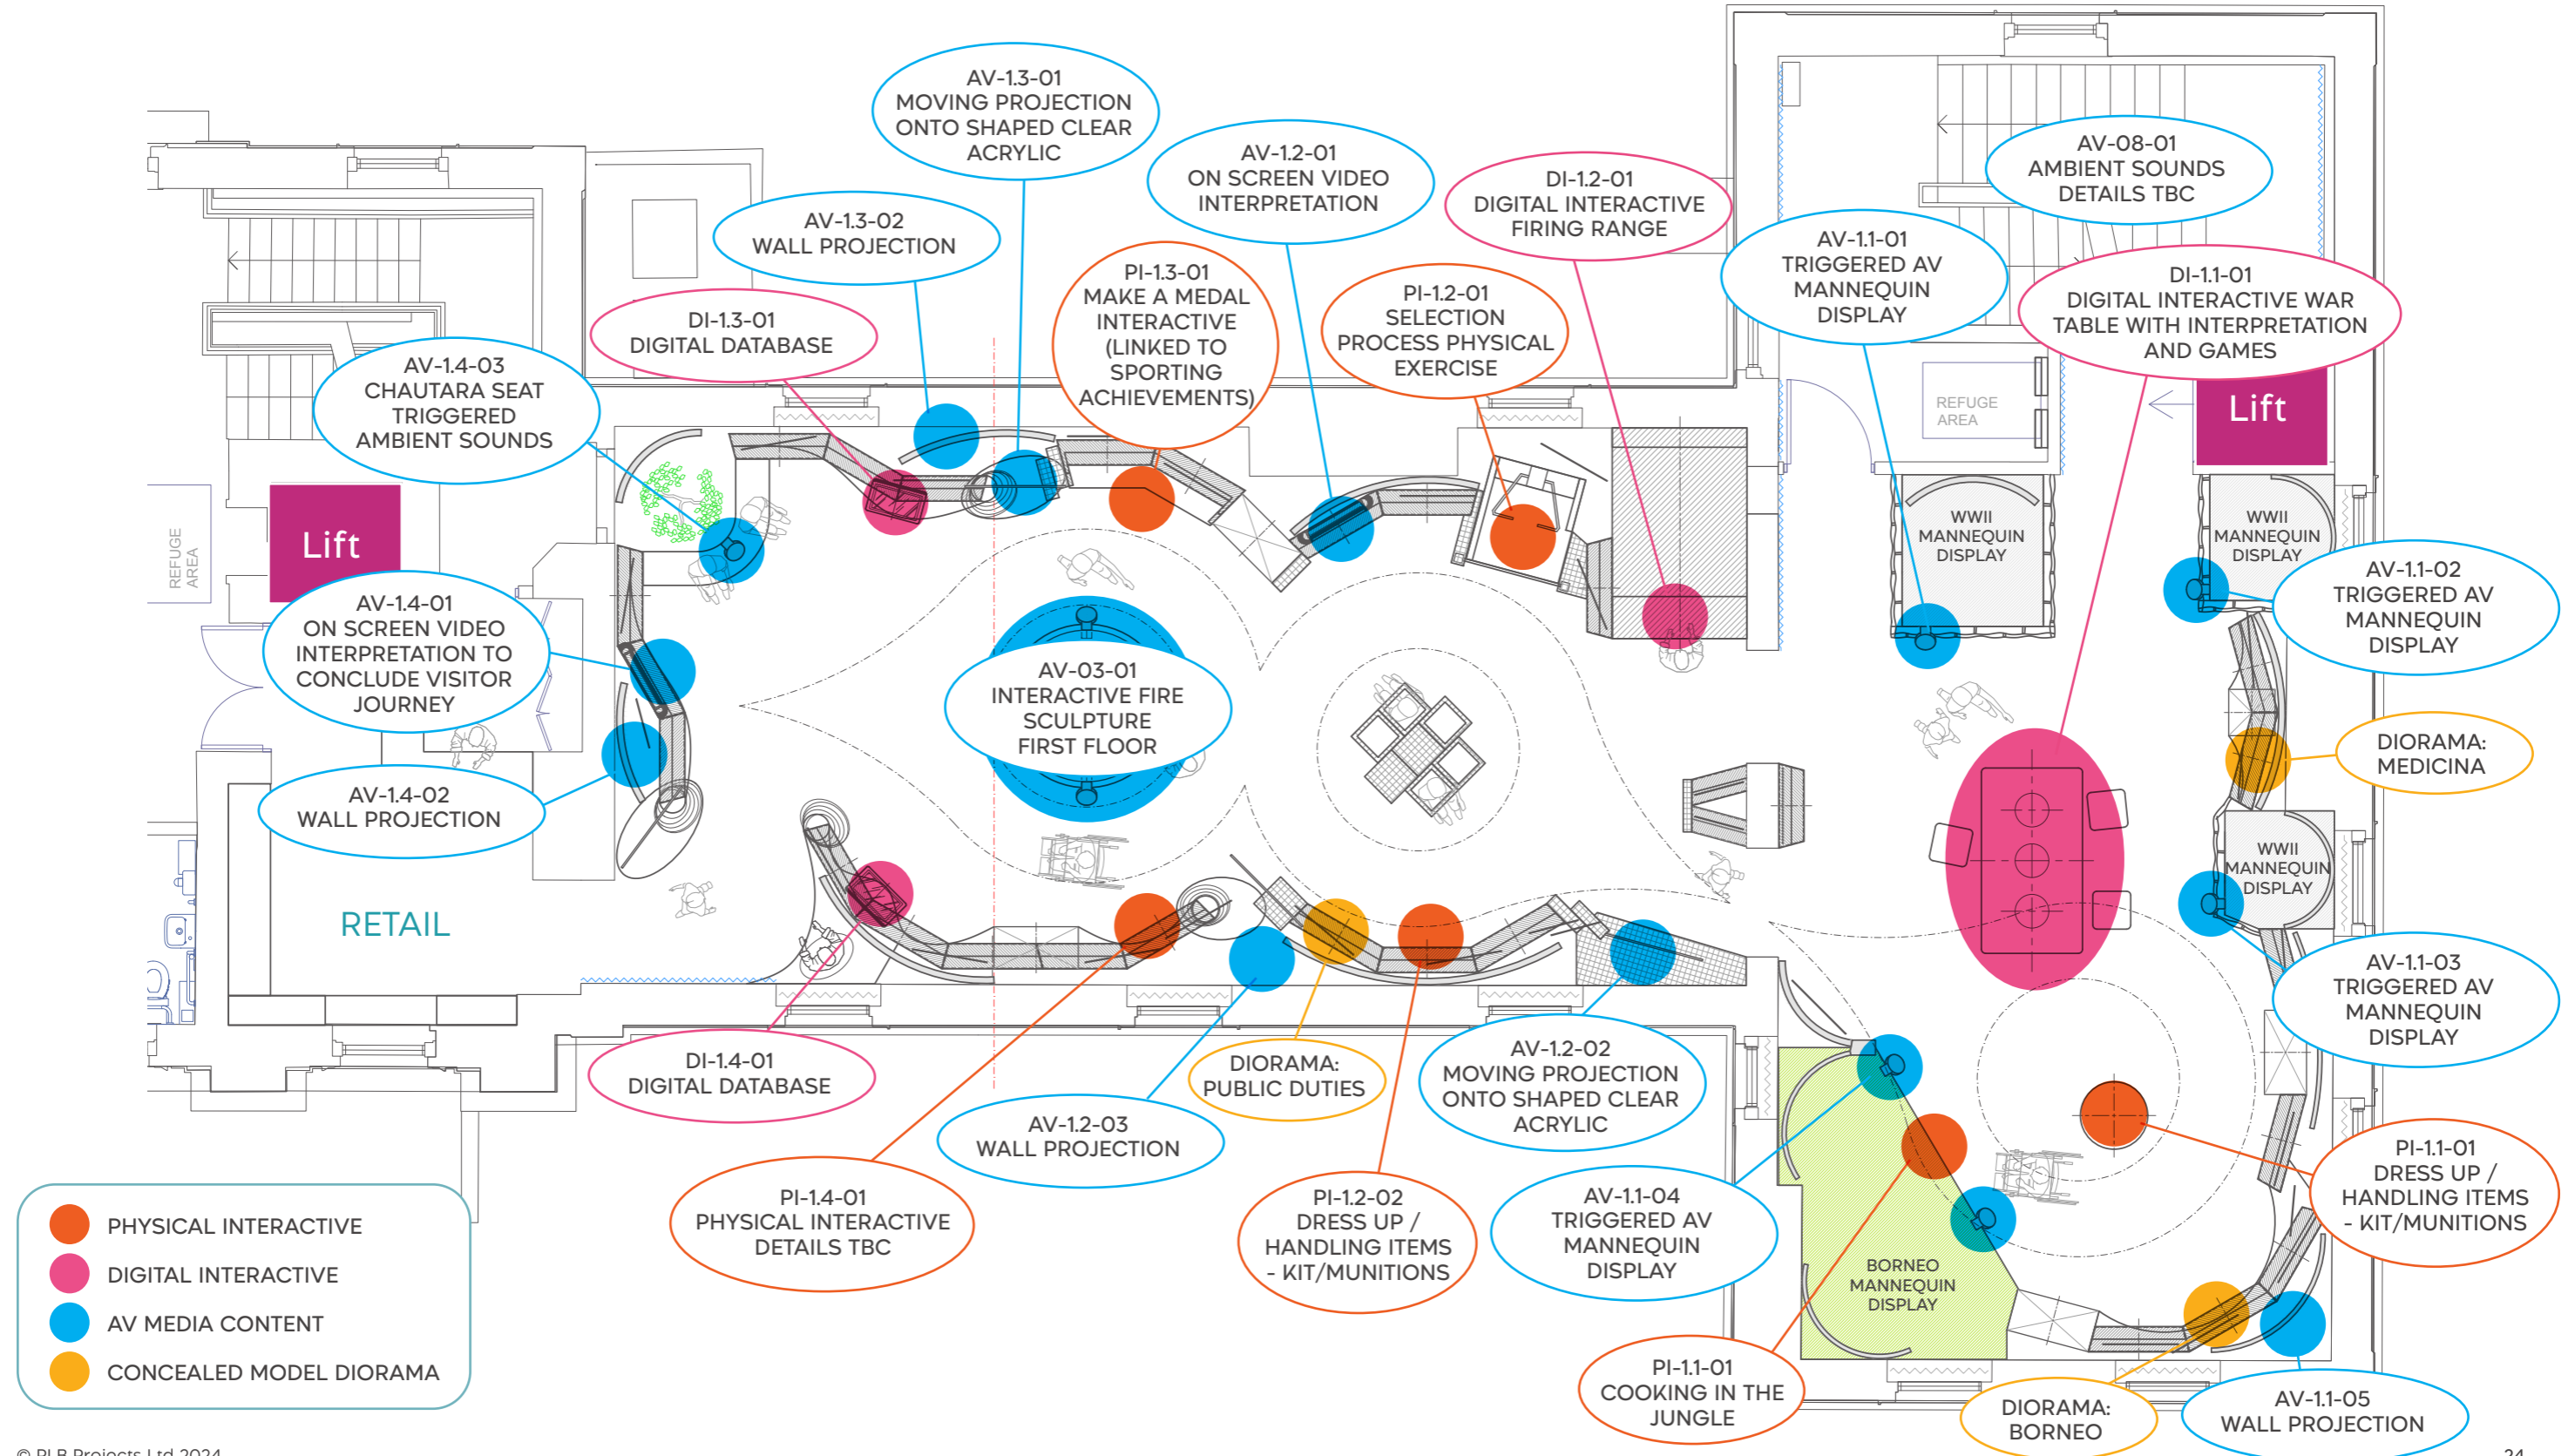 AV-1.3-01
MOVING PROJECTION
ONTO SHAPED CLEAR
ACRYLIC
AV-1.2-01
ON SCREEN VIDEO
INTERPRETATION
DI-1.2-01
DIGITAL INTERACTIVE
FIRING RANGE
AV-08-01
AMBIENT SOUNDS
DETAILS TBC
AV-1.3-02
WALL PROJECTION
AV-1.1-01
TRIGGERED AV
MANNEQUIN
DISPLAY
DI-1.1-01
DIGITAL INTERACTIVE WAR
TABLE WITH INTERPRETATION
AND GAMES
PI-1.3-01
MAKE A MEDAL
INTERACTIVE
(LINKED TO
SPORTING
ACHIEVEMENTS)
PI-1.2-01
SELECTION
PROCESS PHYSICAL
EXERCISE
DI-1.3-01
DIGITAL DATABASE
AV-1.4-03
CHAUTARA SEAT
TRIGGERED
AMBIENT SOUNDS
REFUGE
AREA
Lift
REFUGE
AREA
Lift
WWII
MANNEQUIN
DISPLAY
WWII
MANNEQUIN
DISPLAY
AV-1.1-02
TRIGGERED AV
MANNEQUIN
DISPLAY
AV-1.4-01
ON SCREEN VIDEO
INTERPRETATION TO
CONCLUDE VISITOR
JOURNEY
AV-03-01
INTERACTIVE FIRE
SCULPTURE
FIRST FLOOR
DIORAMA:
MEDICINA
AV-1.4-02
WALL PROJECTION
WWII
MANNEQUIN
DISPLAY
RETAIL
AV-1.1-03
TRIGGERED AV
MANNEQUIN
DISPLAY
DI-1.4-01
DIGITAL DATABASE
DIORAMA:
PUBLIC DUTIES
AV-1.2-02
MOVING PROJECTION
ONTO SHAPED CLEAR
ACRYLIC
AV-1.2-03
WALL PROJECTION
PI-1.1-01
DRESS UP /
HANDLING ITEMS
- KIT/MUNITIONS
PI-1.4-01
PHYSICAL INTERACTIVE
DETAILS TBC
PI-1.2-02
DRESS UP /
HANDLING ITEMS
- KIT/MUNITIONS
AV-1.1-04
TRIGGERED AV
MANNEQUIN
DISPLAY
BORNEO
MANNEQUIN
DISPLAY
PHYSICAL INTERACTIVE
DIGITAL INTERACTIVE
AV MEDIA CONTENT
CONCEALED MODEL DIORAMA
PI-1.1-01
COOKING IN THE
JUNGLE
DIORAMA:
BORNEO
AV-1.1-05
WALL PROJECTION
© PLB Projects Ltd 2024
24